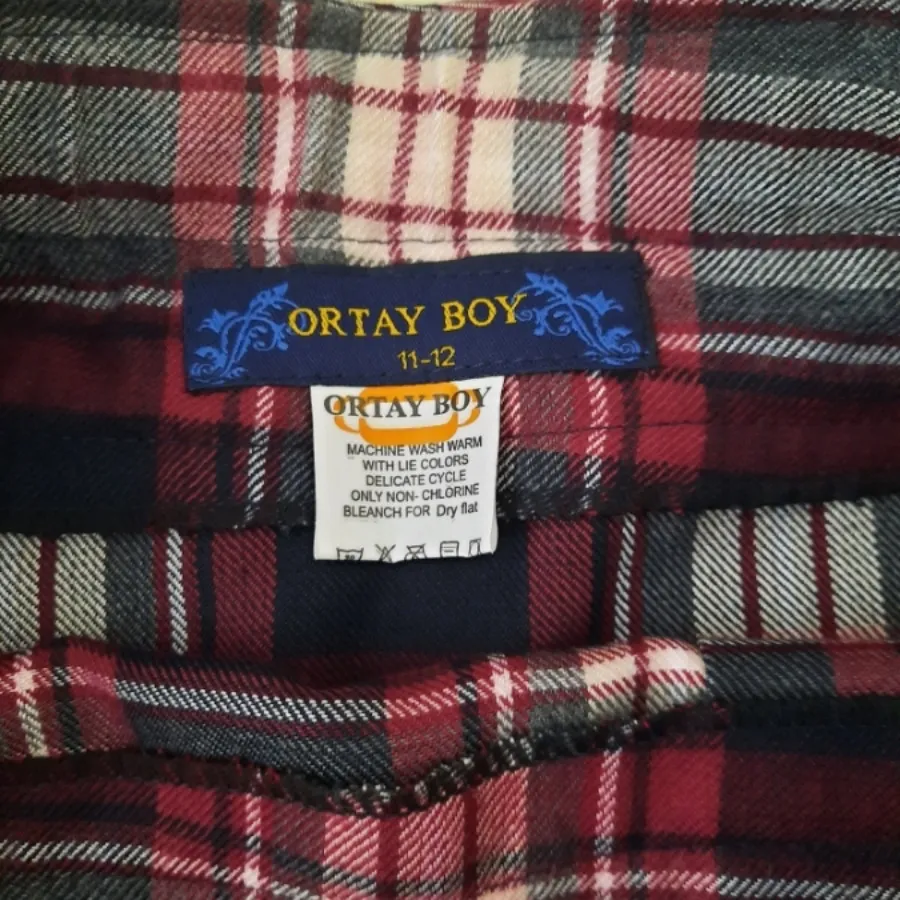 ORTAY BOY
11-12
ORTAY BOY
MACHINE WASH WARM
WITH LIE COLORS
DELICATE CYCLE
ONLY NON- CHLORINE
BLEANCH FOR Dry flat